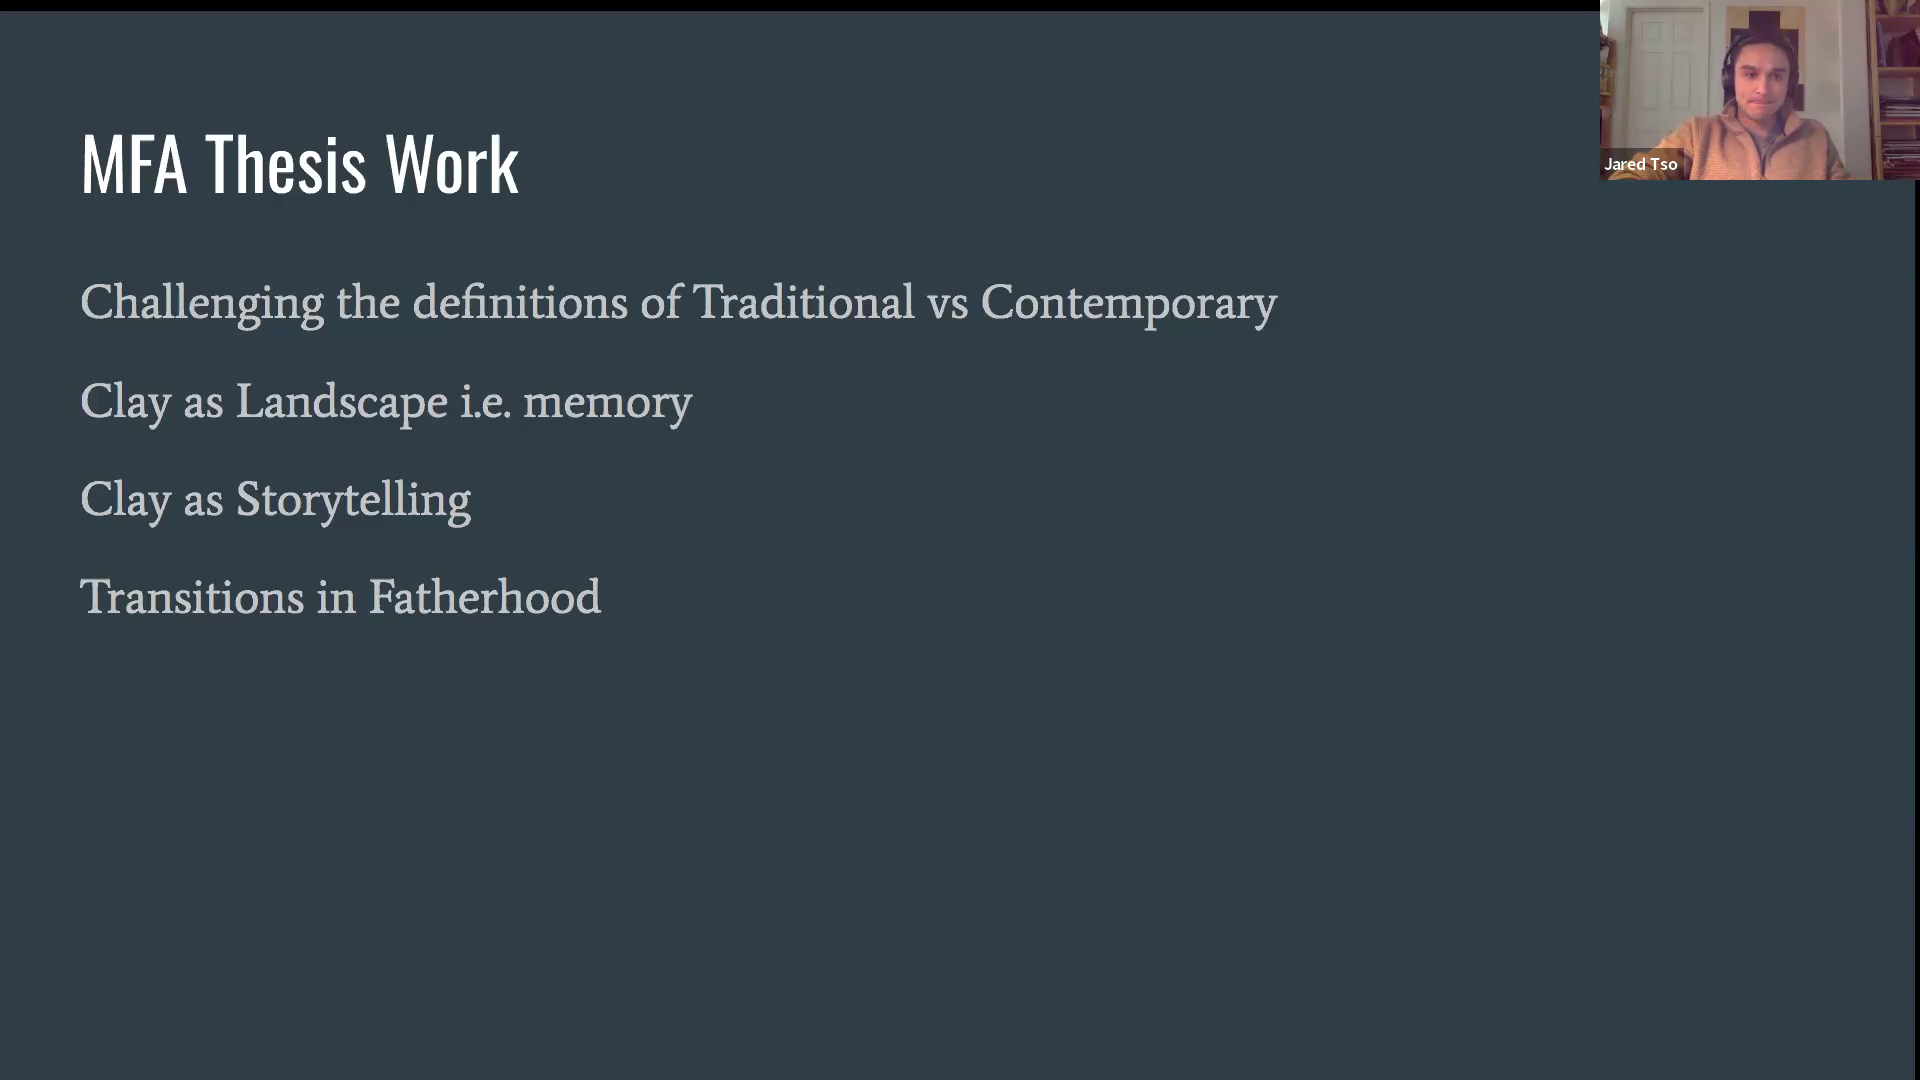 MFA Thesis Work
Challenging the definitions of Traditional vs Contemporary
Clay as Landscape i.e. memory
Clay as Storytelling
Transitions in Fatherhood
Jared Tso